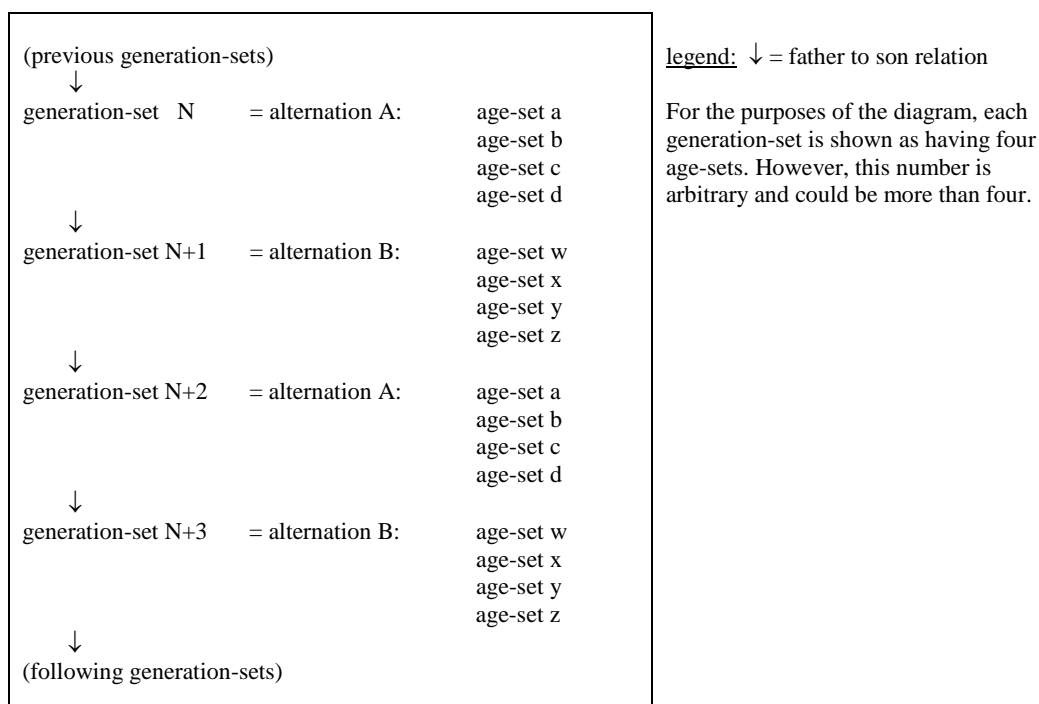 (previous generation-sets)
↓
generation-set N = alternation A: age-set a
age-set b
age-set c
age-set d
↓
generation-set N+1 = alternation B: age-set w
age-set x
age-set y
age-set z
↓
generation-set N+2 = alternation A: age-set a
age-set b
age-set c
age-set d
↓
generation-set N+3 = alternation B: age-set w
age-set x
age-set y
age-set z
↓
(following generation-sets)
legend: ↓ = father to son relation
For the purposes of the diagram, each
generation-set is shown as having four
age-sets. However, this number is
arbitrary and could be more than four.